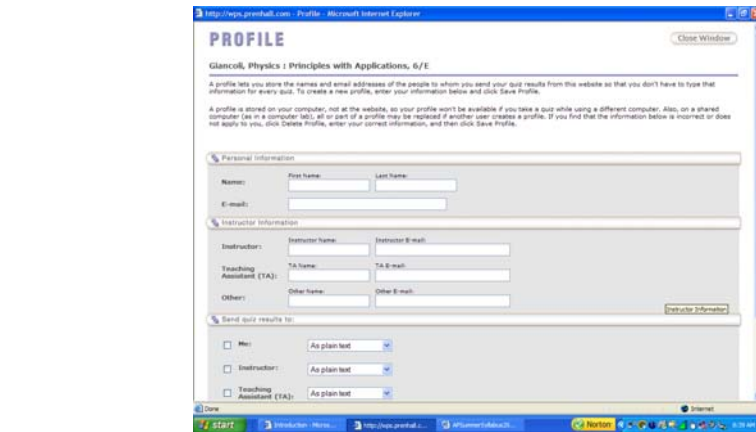 http://wps.prenhall.com - Profile - Microsoft Internet Explorer
PROFILE
Close Window
Giancoli, Physics : Principles with Applications, 6/E
A profile lets you store the names and email addresses of the people to whom you send your quiz results from this website so that you don't have to type that
information for every quiz. To create a new profile, enter your information below and click Save Profile.
A profile is stored on your computer, not at the website, so your profile won't be available if you take a quiz while using a different computer. Also, on a shared
computer (as in a computer lab), all or part of a profile may be replaced if another user creates a profile. If you find that the information below is incorrect or does
not apply to you, click Delete Profile, enter your correct information, and then click Save Profile.
Personal Information
First Name: Last Name:
Name:
E-mail:
Instructor Information
Instructor Name: Instructor E-mail:
Instructor:
TA Name: TA E-mail:
Teaching
Assistant (TA):
Other Name: Other E-mail:
Other:
Instructor Information
Send quiz results to:
Me: As plain text
Instructor: As plain text
Teaching
Assistant (TA): As plain text
Done Internet
start Introduction - Micros... http://wps.prenhall.c... Norton